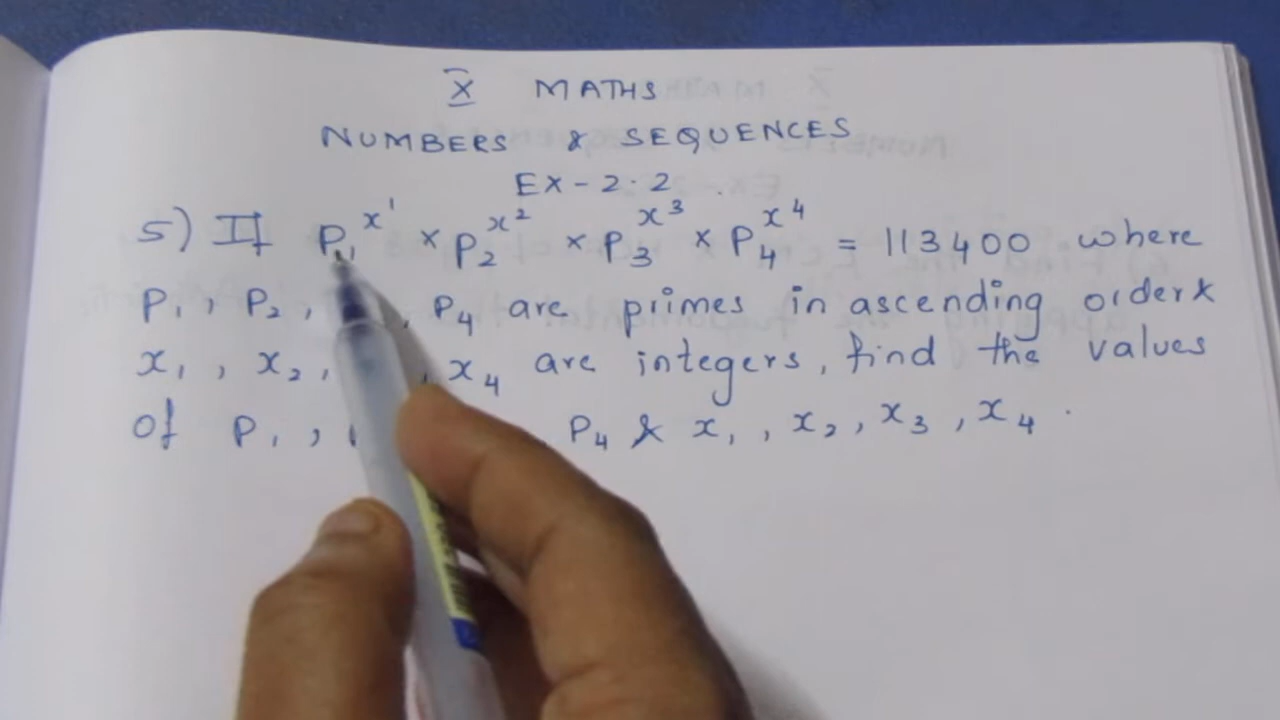 X MATHS
NUMBERS & SEQUENCES
EX-2.2
5) If P₁^x1 × P₂^x2 × P₃^x3 × P₄^x4 = 113400 where
P₁, P₂, , P₄ are primes in ascending order &
x₁, x₂, , x₄ are integers, find the values
Of P₁, P₄ & x₁, x₂, x₃, x₄.